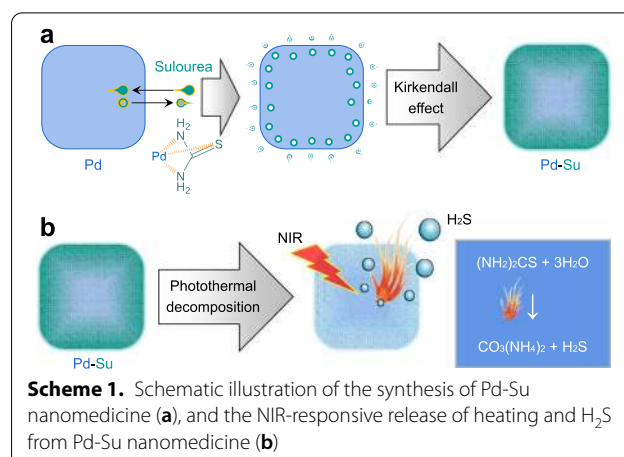 a
Sulourea
Pd
H2
N
Pd
S
N
H2
Kirkendall
effect
Pd-Su
b
Pd-Su
Photothermal
decomposition
NIR
H2S
(NH2)2CS + 3H2O
↓
CO3(NH4)2 + H2S
Scheme 1. Schematic illustration of the synthesis of Pd-Su
nanomedicine (a), and the NIR-responsive release of heating and H2S
from Pd-Su nanomedicine (b)